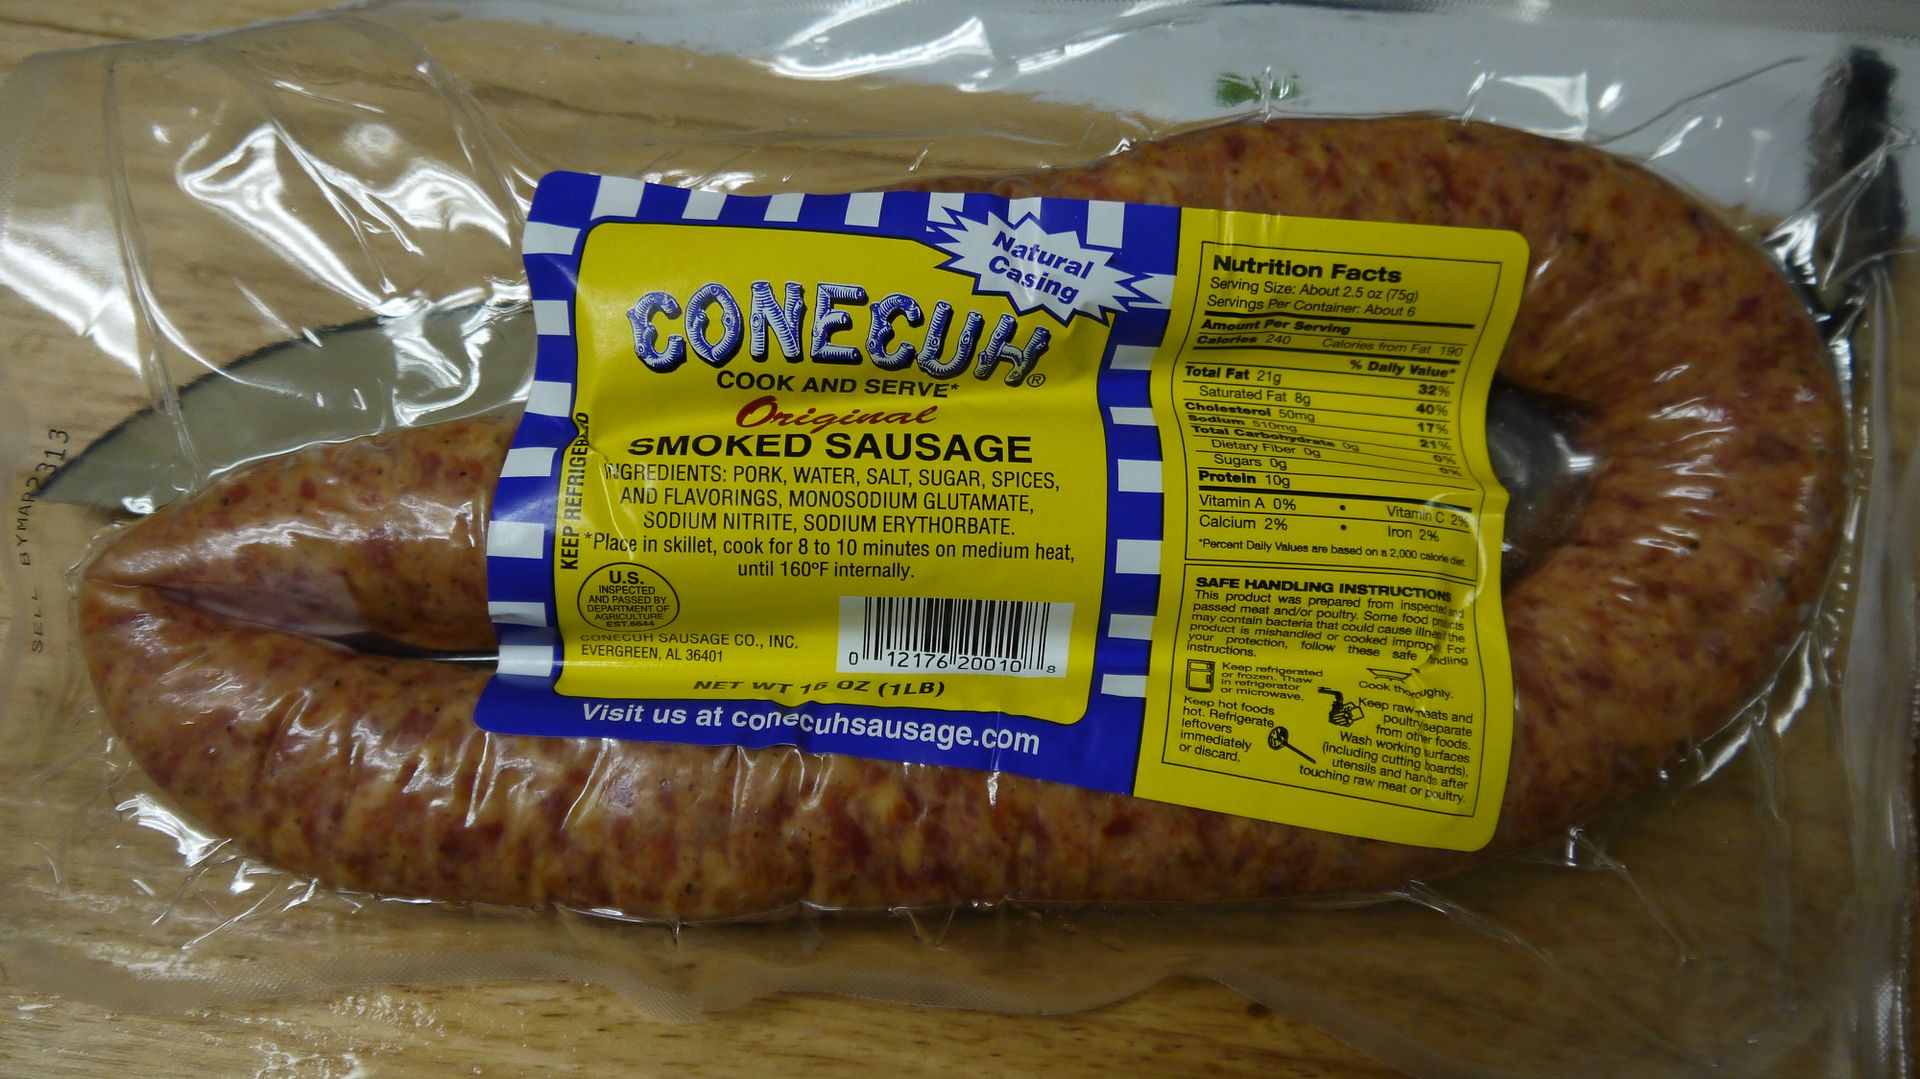 SELL BY MAR 2313
Natural
Casing
CONECUH®
COOK AND SERVE*
Original
SMOKED SAUSAGE
INGREDIENTS: PORK, WATER, SALT, SUGAR, SPICES,
AND FLAVORINGS, MONOSODIUM GLUTAMATE,
SODIUM NITRITE, SODIUM ERYTHORBATE.
*Place in skillet, cook for 8 to 10 minutes on medium heat,
until 160ºF internally.
KEEP REFRIGERATED
U.S.
INSPECTED
AND PASSED BY
DEPARTMENT OF
AGRICULTURE
EST.6644
CONECUH SAUSAGE CO., INC.
EVERGREEN, AL 36401
0 12176 20010 8
NET WT 16 OZ (1LB)
Visit us at conecuhsausage.com
Nutrition Facts
Serving Size: About 2.5 oz (75g)
Servings Per Container: About 6
Amount Per Serving
Calories 240 Calories from Fat 190
% Daily Value*
Total Fat 21g 32%
Saturated Fat 8g 40%
Cholesterol 50mg 17%
Sodium 510mg 21%
Total Carbohydrate 0g 0%
Dietary Fiber 0g 0%
Sugars 0g
Protein 10g
Vitamin A 0% • Vitamin C 2%
Calcium 2% • Iron 2%
*Percent Daily Values are based on a 2,000 calorie diet.
SAFE HANDLING INSTRUCTIONS
This product was prepared from inspected and
passed meat and/or poultry. Some food products
may contain bacteria that could cause illness if the
product is mishandled or cooked improperly. For
your protection, follow these safe handling
instructions.
Keep refrigerated
or frozen. Thaw
in refrigerator
or microwave.
Cook thoroughly.
Keep hot foods
hot. Refrigerate
leftovers
immediately
or discard.
Keep raw meats and
poultry separate
from other foods.
Wash working surfaces
(including cutting boards),
utensils and hands after
touching raw meat or poultry.